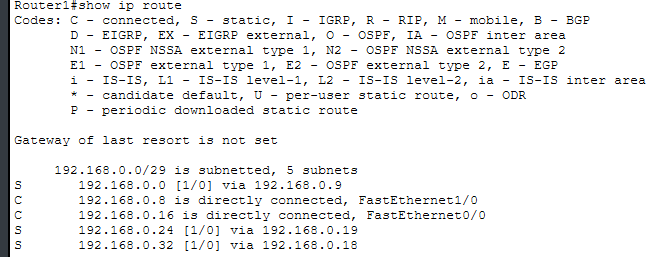 Router1#show ip route
Codes: C - connected, S - static, I - IGRP, R - RIP, M - mobile, B - BGP
D - EIGRP, EX - EIGRP external, O - OSPF, IA - OSPF inter area
N1 - OSPF NSSA external type 1, N2 - OSPF NSSA external type 2
E1 - OSPF external type 1, E2 - OSPF external type 2, E - EGP
i - IS-IS, L1 - IS-IS level-1, L2 - IS-IS level-2, ia - IS-IS inter area
* - candidate default, U - per-user static route, o - ODR
P - periodic downloaded static route
Gateway of last resort is not set
192.168.0.0/29 is subnetted, 5 subnets
S 192.168.0.0 [1/0] via 192.168.0.9
C 192.168.0.8 is directly connected, FastEthernet1/0
C 192.168.0.16 is directly connected, FastEthernet0/0
S 192.168.0.24 [1/0] via 192.168.0.19
S 192.168.0.32 [1/0] via 192.168.0.18